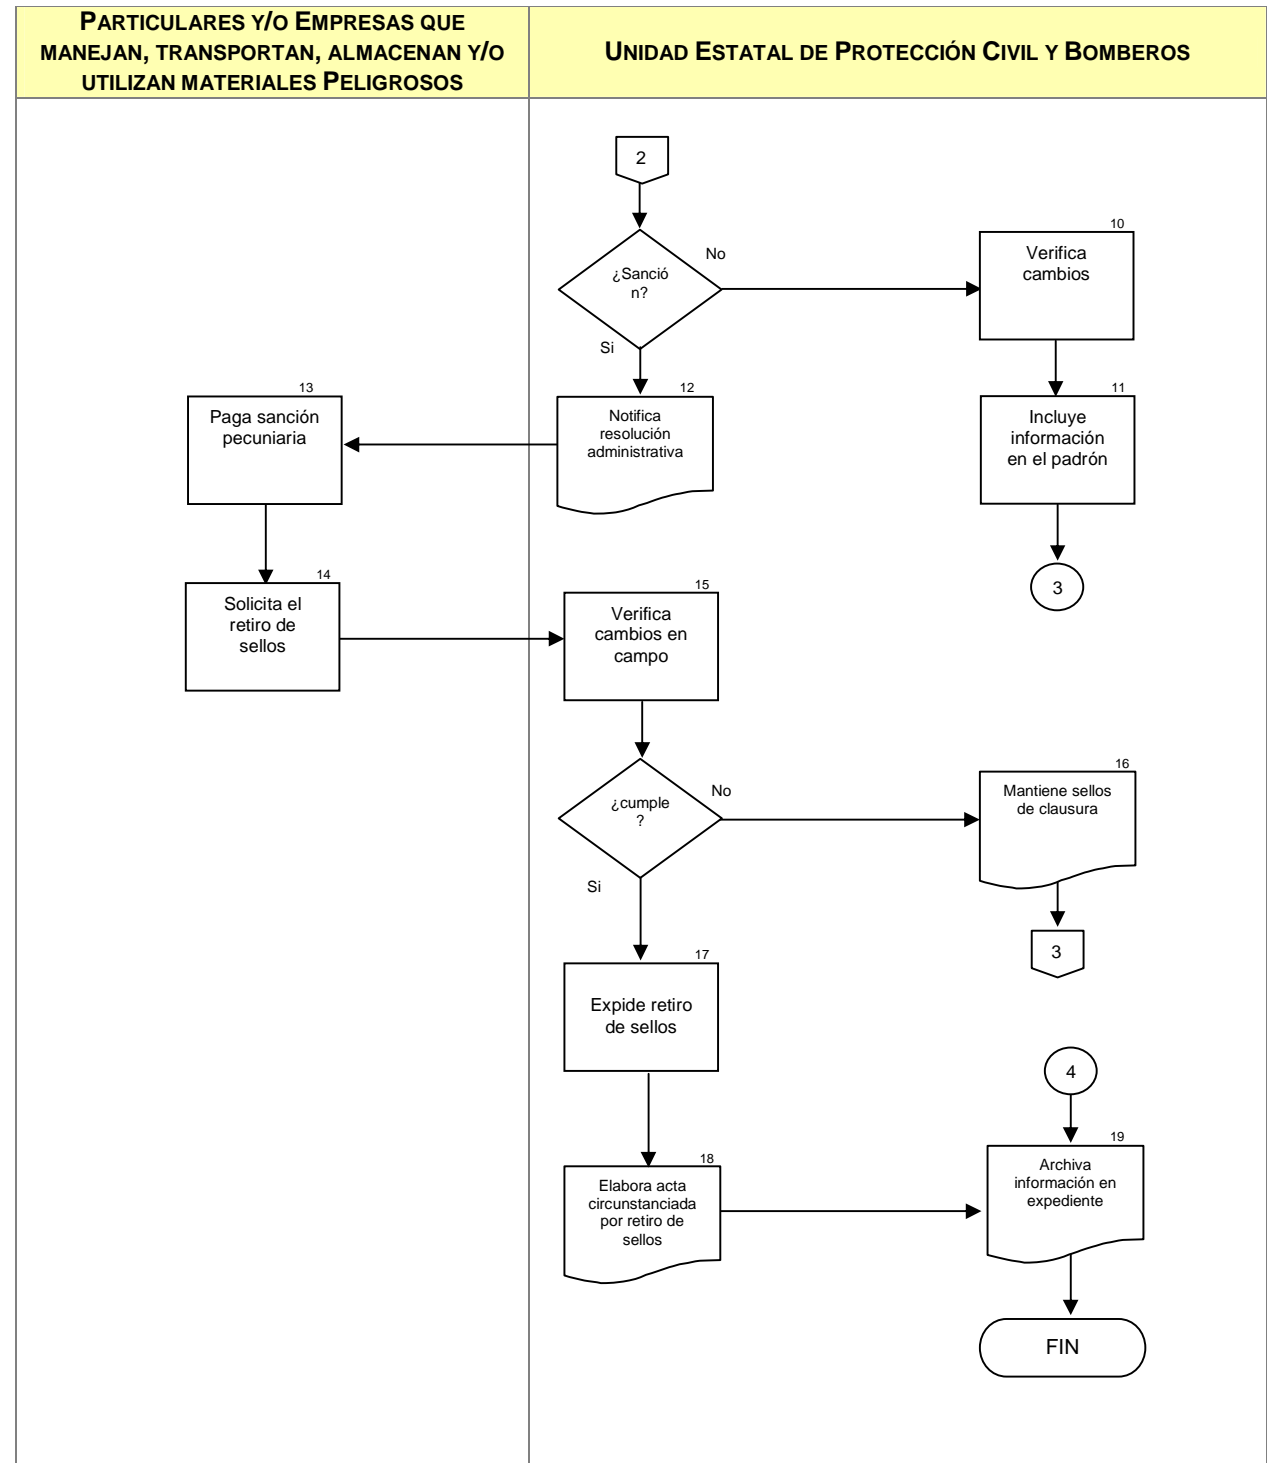 PARTICULARES Y/O EMPRESAS QUE
MANEJAN, TRANSPORTAN, ALMACENAN Y/O
UTILIZAN MATERIALES PELIGROSOS
UNIDAD ESTATAL DE PROTECCIÓN CIVIL Y BOMBEROS
2
¿Sanció
n?
No
Si
10
Verifica
cambios
11
Incluye
información
en el padrón
3
12
Notifica
resolución
administrativa
13
Paga sanción
pecuniaria
14
Solicita el
retiro de
sellos
15
Verifica
cambios en
campo
¿cumple
?
No
Si
16
Mantiene sellos
de clausura
3
17
Expide retiro
de sellos
18
Elabora acta
circunstanciada
por retiro de
sellos
4
19
Archiva
información en
expediente
FIN